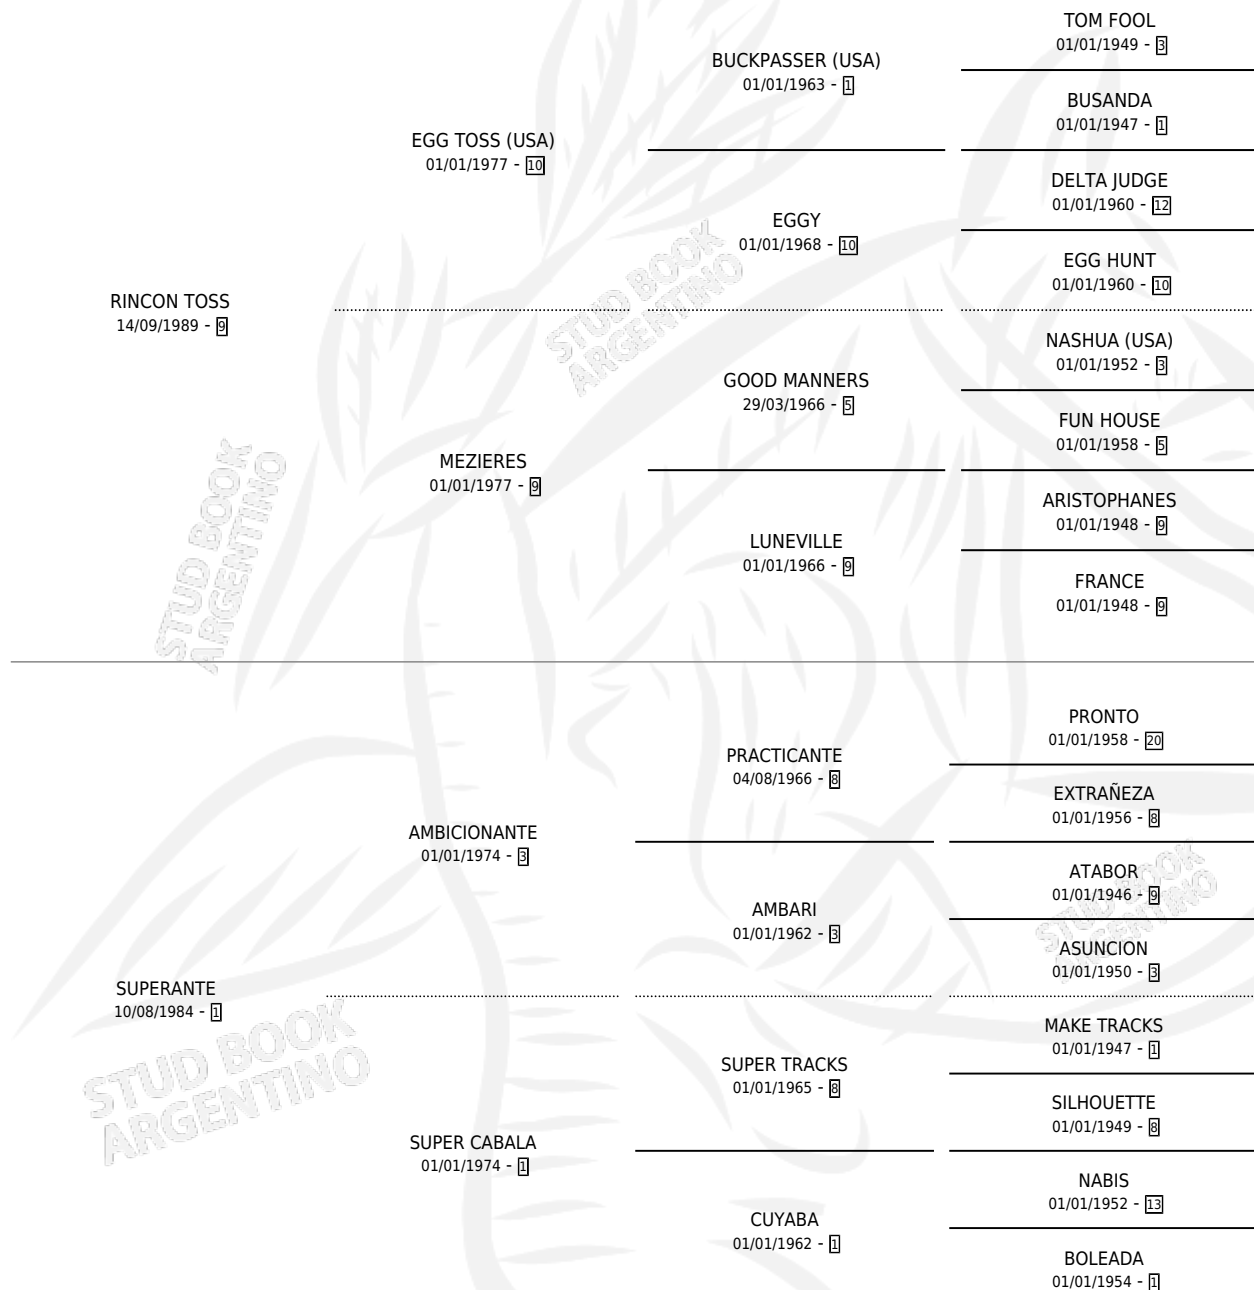 TOM FOOL
01/01/1949 - 3
BUCKPASSER (USA)
01/01/1963 - 1
BUSANDA
01/01/1947 - 1
EGG TOSS (USA)
01/01/1977 - 10
DELTA JUDGE
01/01/1960 - 12
EGGY
01/01/1968 - 10
EGG HUNT
01/01/1960 - 10
RINCON TOSS
14/09/1989 - 9
NASHUA (USA)
01/01/1952 - 3
GOOD MANNERS
29/03/1966 - 5
FUN HOUSE
01/01/1958 - 5
MEZIERES
01/01/1977 - 9
ARISTOPHANES
01/01/1948 - 9
LUNEVILLE
01/01/1966 - 9
FRANCE
01/01/1948 - 9
PRONTO
01/01/1958 - 20
PRACTICANTE
04/08/1966 - 8
EXTRAÑEZA
01/01/1956 - 8
AMBICIONANTE
01/01/1974 - 3
ATABOR
01/01/1946 - 9
AMBARI
01/01/1962 - 3
ASUNCION
01/01/1950 - 3
SUPERANTE
10/08/1984 - 1
MAKE TRACKS
01/01/1947 - 1
SUPER TRACKS
01/01/1965 - 8
SILHOUETTE
01/01/1949 - 8
SUPER CABALA
01/01/1974 - 1
NABIS
01/01/1952 - 13
CUYABA
01/01/1962 - 1
BOLEADA
01/01/1954 - 1
STUD BOOK
ARGENTINO
STUD BOOK
ARGENTINO
STUD BOOK
ARGENTINO
STUD BOOK
ARGENTINO